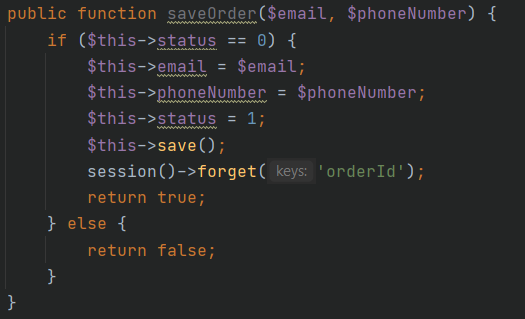 public function saveOrder($email, $phoneNumber) {
    if ($this->status == 0) {
        $this->email = $email;
        $this->phoneNumber = $phoneNumber;
        $this->status = 1;
        $this->save();
        session()->forget( keys: 'orderId');
        return true;
    } else {
        return false;
    }
}